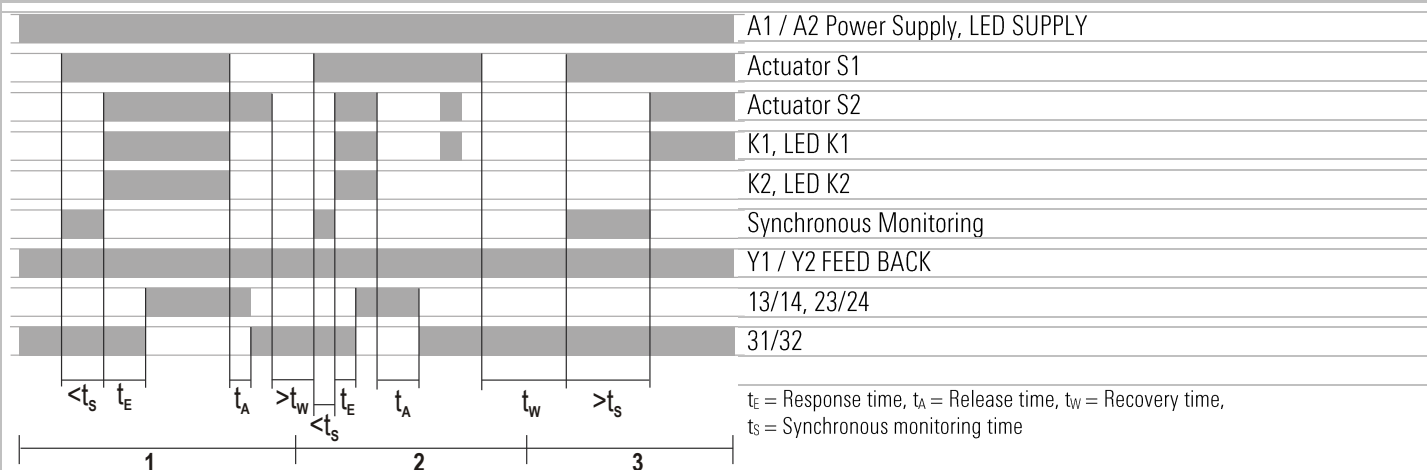 A1 / A2 Power Supply, LED SUPPLY
Actuator S1
Actuator S2
K1, LED K1
K2, LED K2
Synchronous Monitoring
Y1 / Y2 FEED BACK
13/14, 23/24
31/32
<tS tE tA >tW <tS tE tA tW >tS
tE = Response time, tA = Release time, tW = Recovery time,
tS = Synchronous monitoring time
1 2 3